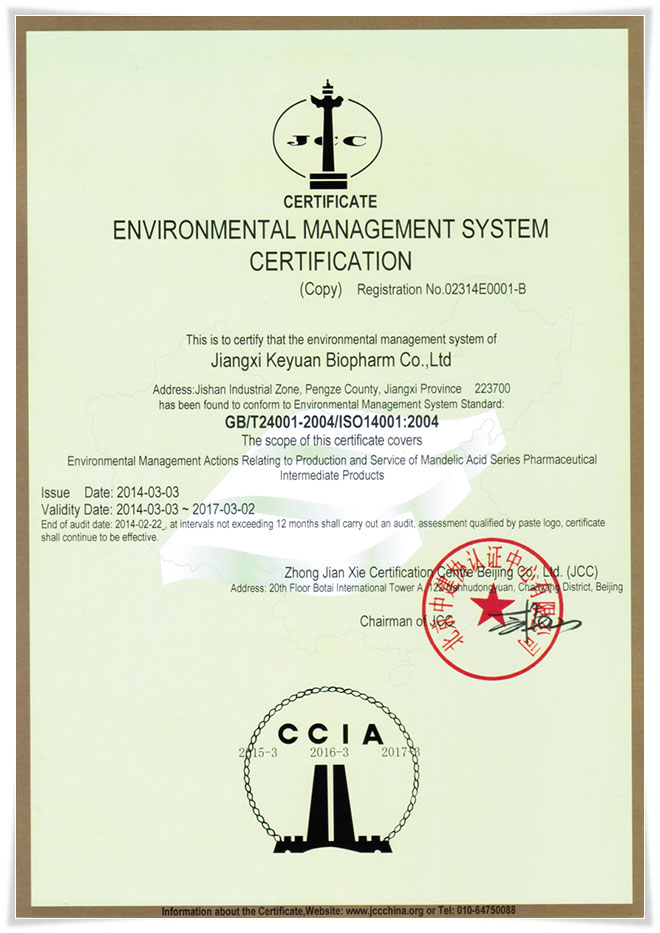 JCC
CERTIFICATE
ENVIRONMENTAL MANAGEMENT SYSTEM
CERTIFICATION
(Copy) Registration No.02314E0001-B
This is to certify that the environmental management system of
Jiangxi Keyuan Biopharm Co.,Ltd
Address:Jishan Industrial Zone, Pengze County, Jiangxi Province 223700
has been found to conform to Environmental Management System Standard:
GB/T24001-2004/ISO14001:2004
The scope of this certificate covers
Environmental Management Actions Relating to Production and Service of Mandelic Acid Series Pharmaceutical
Intermediate Products
Issue Date: 2014-03-03
Validity Date: 2014-03-03 ~ 2017-03-02
End of audit date: 2014-02-22 , at intervals not exceeding 12 months shall carry out an audit, assessment qualified by paste logo, certificate
shall continue to be effective.
Zhong Jian Xie Certification Centre Beijing Co., Ltd. (JCC)
Address: 20th Floor Botai International Tower A, 122 Nanhudongyuan, Chaoyang District, Beijing
Chairman of JCC
北京中建协认证中心有限公司
CCIA
2015-3 2016-3 2017-3
Information about the Certificate,Website: www.jccchina.org or Tel: 010-64750088